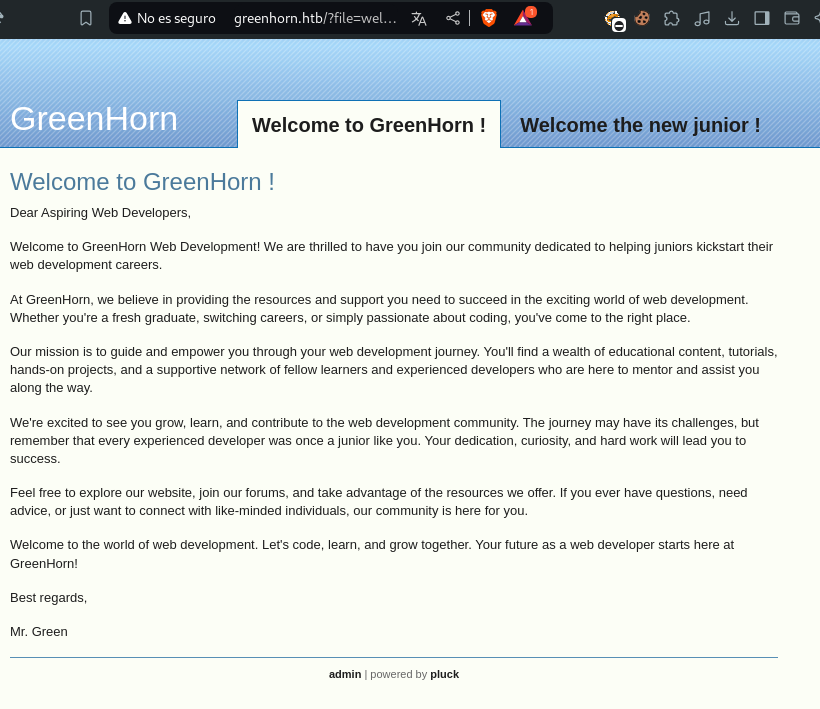 No es seguro greenhorn.htb/?file=wel...
1
GreenHorn
Welcome to GreenHorn !
Welcome the new junior !
Welcome to GreenHorn !
Dear Aspiring Web Developers,
Welcome to GreenHorn Web Development! We are thrilled to have you join our community dedicated to helping juniors kickstart their
web development careers.
At GreenHorn, we believe in providing the resources and support you need to succeed in the exciting world of web development.
Whether you're a fresh graduate, switching careers, or simply passionate about coding, you've come to the right place.
Our mission is to guide and empower you through your web development journey. You'll find a wealth of educational content, tutorials,
hands-on projects, and a supportive network of fellow learners and experienced developers who are here to mentor and assist you
along the way.
We're excited to see you grow, learn, and contribute to the web development community. The journey may have its challenges, but
remember that every experienced developer was once a junior like you. Your dedication, curiosity, and hard work will lead you to
success.
Feel free to explore our website, join our forums, and take advantage of the resources we offer. If you ever have questions, need
advice, or just want to connect with like-minded individuals, our community is here for you.
Welcome to the world of web development. Let's code, learn, and grow together. Your future as a web developer starts here at
GreenHorn!
Best regards,
Mr. Green
admin | powered by pluck